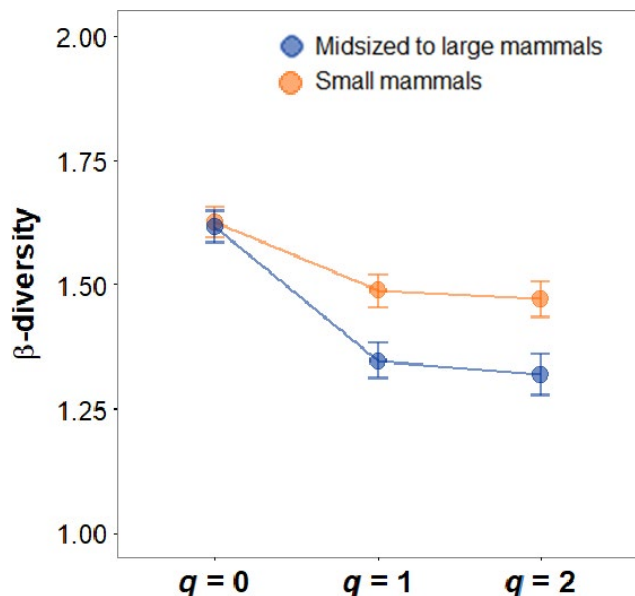 2.00
Midsized to large mammals
Small mammals
1.75
1.50
1.25
1.00
β-diversity
q = 0 q = 1 q = 2